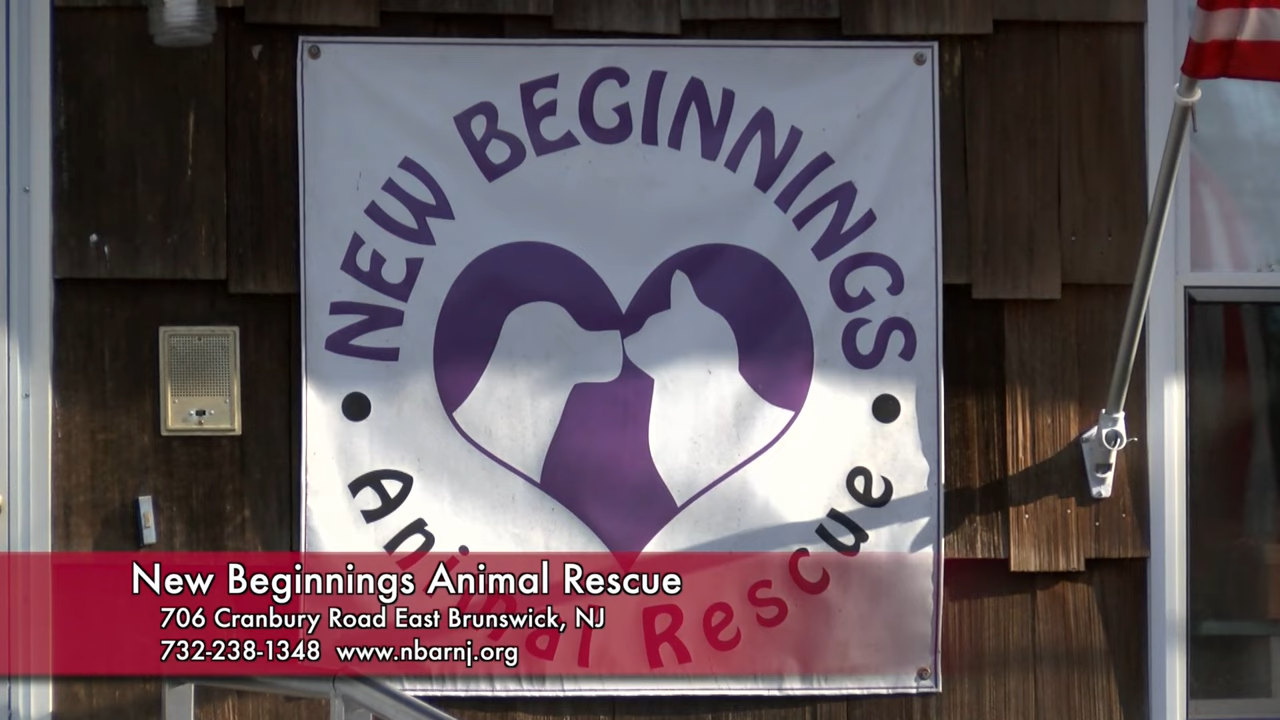 NEW BEGINNINGS
• Animal Rescue •
New Beginnings Animal Rescue
706 Cranbury Road East Brunswick, NJ
732-238-1348 www.nbarnj.org